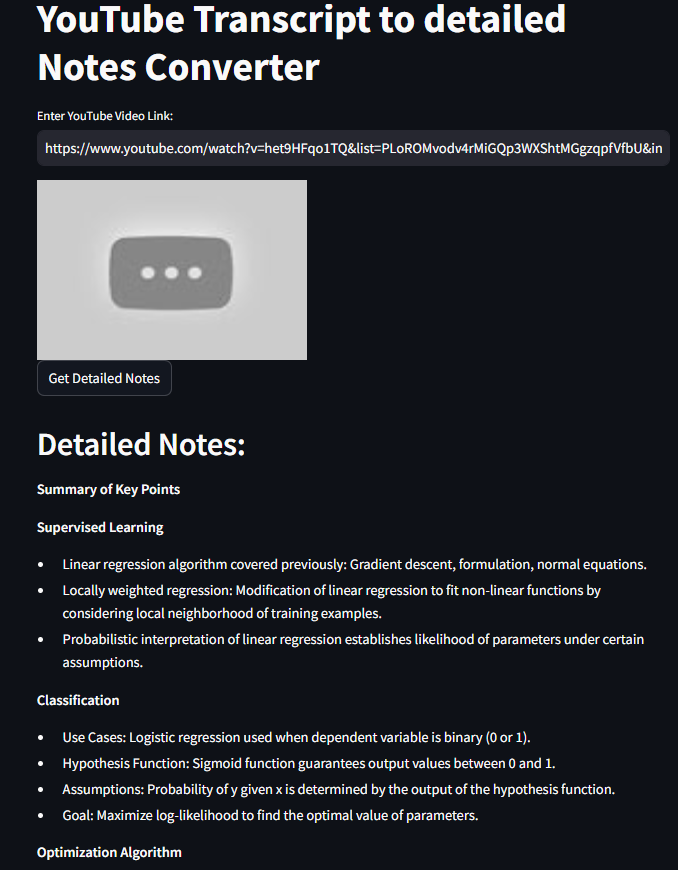 YouTube Transcript to detailed
Notes Converter
Enter YouTube Video Link:
https://www.youtube.com/watch?v=het9HFqo1TQ&list=PLoROMvodv4rMiGQp3WXShtMGgzqpfVfbU&in
Get Detailed Notes
Detailed Notes:
Summary of Key Points
Supervised Learning
• Linear regression algorithm covered previously: Gradient descent, formulation, normal equations.
• Locally weighted regression: Modification of linear regression to fit non-linear functions by
considering local neighborhood of training examples.
• Probabilistic interpretation of linear regression establishes likelihood of parameters under certain
assumptions.
Classification
• Use Cases: Logistic regression used when dependent variable is binary (0 or 1).
• Hypothesis Function: Sigmoid function guarantees output values between 0 and 1.
• Assumptions: Probability of y given x is determined by the output of the hypothesis function.
• Goal: Maximize log-likelihood to find the optimal value of parameters.
Optimization Algorithm